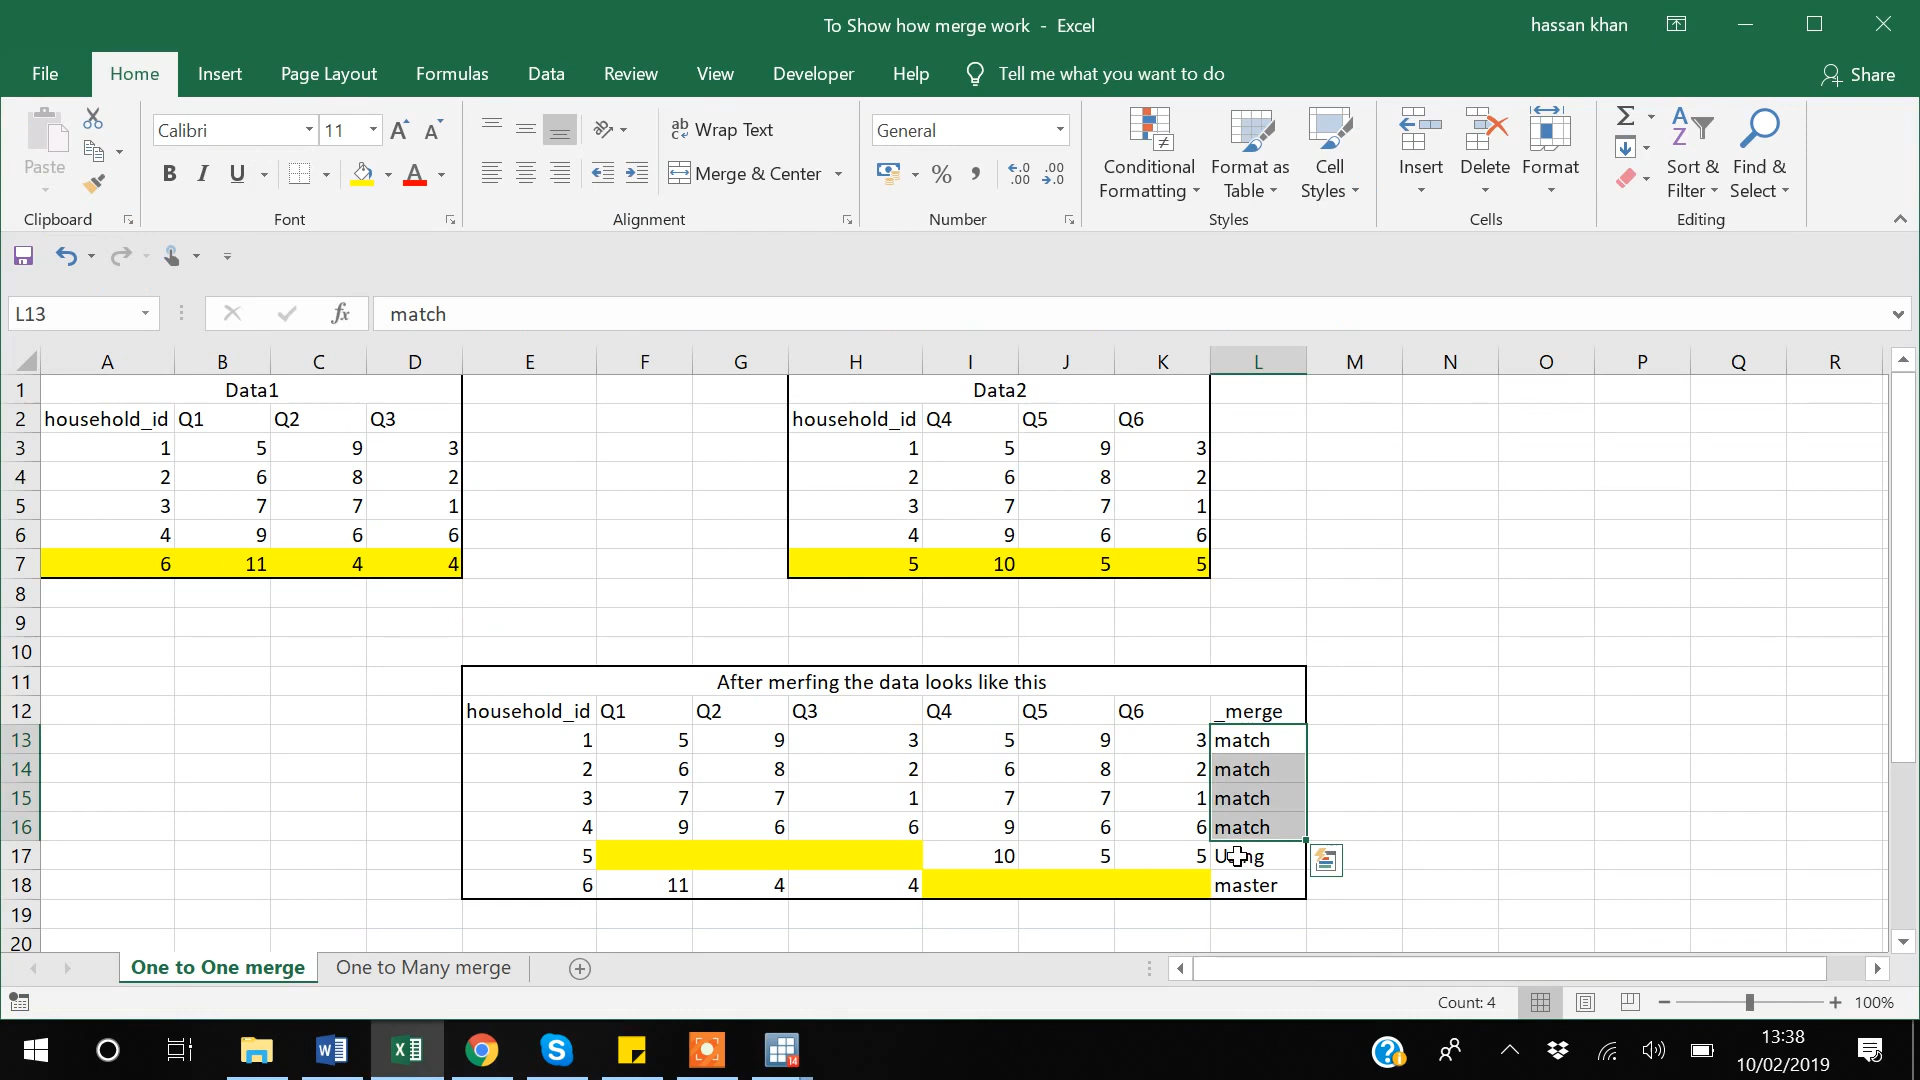 To Show how merge work - Excel
hassan khan
File Home Insert Page Layout Formulas Data Review View Developer Help Tell me what you want to do Share
Paste
Clipboard
Calibri 11
B I U
Font
Wrap Text
Merge & Center
Alignment
General
Number
Conditional Formatting
Format as Table
Cell Styles
Styles
Insert Delete Format
Cells
Sort & Filter
Find & Select
Editing
L13 fx match
A B C D E F G H I J K L M N O P Q R
1 Data1 Data2
2 household_id Q1 Q2 Q3 household_id Q4 Q5 Q6
3 1 5 9 3 1 5 9 3
4 2 6 8 2 2 6 8 2
5 3 7 7 1 3 7 7 1
6 4 9 6 6 4 9 6 6
7 6 11 4 4 5 10 5 5
8
9
10
11 After merfing the data looks like this
12 household_id Q1 Q2 Q3 Q4 Q5 Q6 _merge
13 1 5 9 3 5 9 3 match
14 2 6 8 2 6 8 2 match
15 3 7 7 1 7 7 1 match
16 4 9 6 6 9 6 6 match
17 5 10 5 5
18 6 11 4 4 master
19
20
One to One merge One to Many merge
Count: 4 100%
13:38
10/02/2019